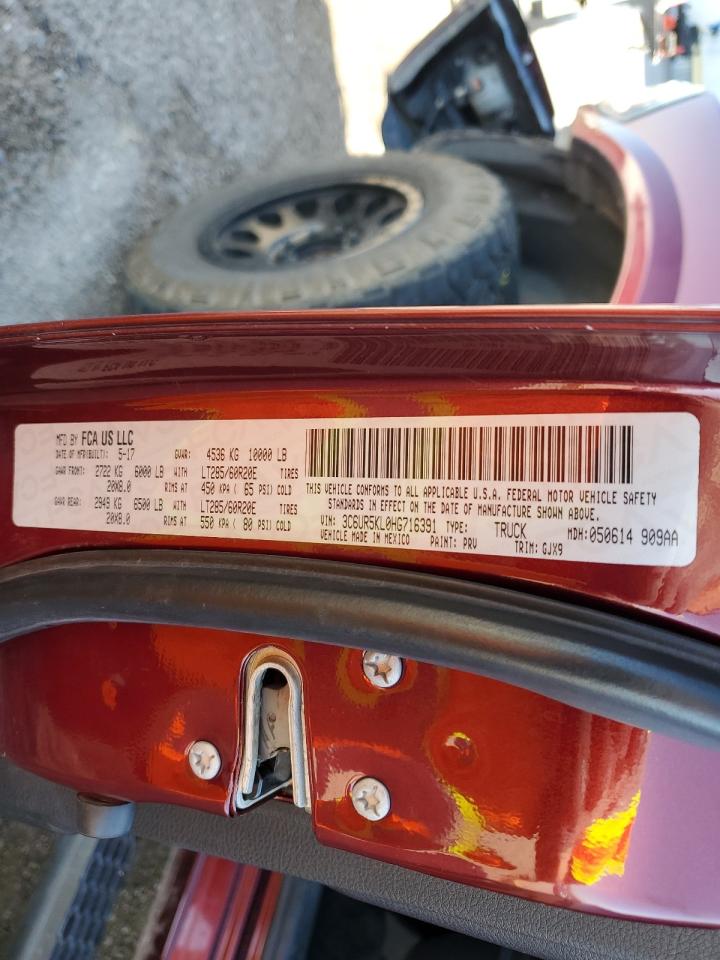 MFD BY FCA US LLC
DATE OF MFR(BUILT): 5-17 GVWR: 4536 KG 10000 LB
GAWR FRONT: 2722 KG 6000 LB WITH LT285/60R20E TIRES
20X8.0 RIMS AT 450 KPA ( 65 PSI) COLD
GAWR REAR: 2949 KG 6500 LB WITH LT285/60R20E TIRES
20X8.0 RIMS AT 550 KPA ( 80 PSI) COLD
THIS VEHICLE CONFORMS TO ALL APPLICABLE U.S.A. FEDERAL MOTOR VEHICLE SAFETY
STANDARDS IN EFFECT ON THE DATE OF MANUFACTURE SHOWN ABOVE.
VIN: 3C6UR5KL0HG716391 TYPE: TRUCK MDH:050614 909AA
VEHICLE MADE IN MEXICO PAINT: PRV TRIM: GJX9